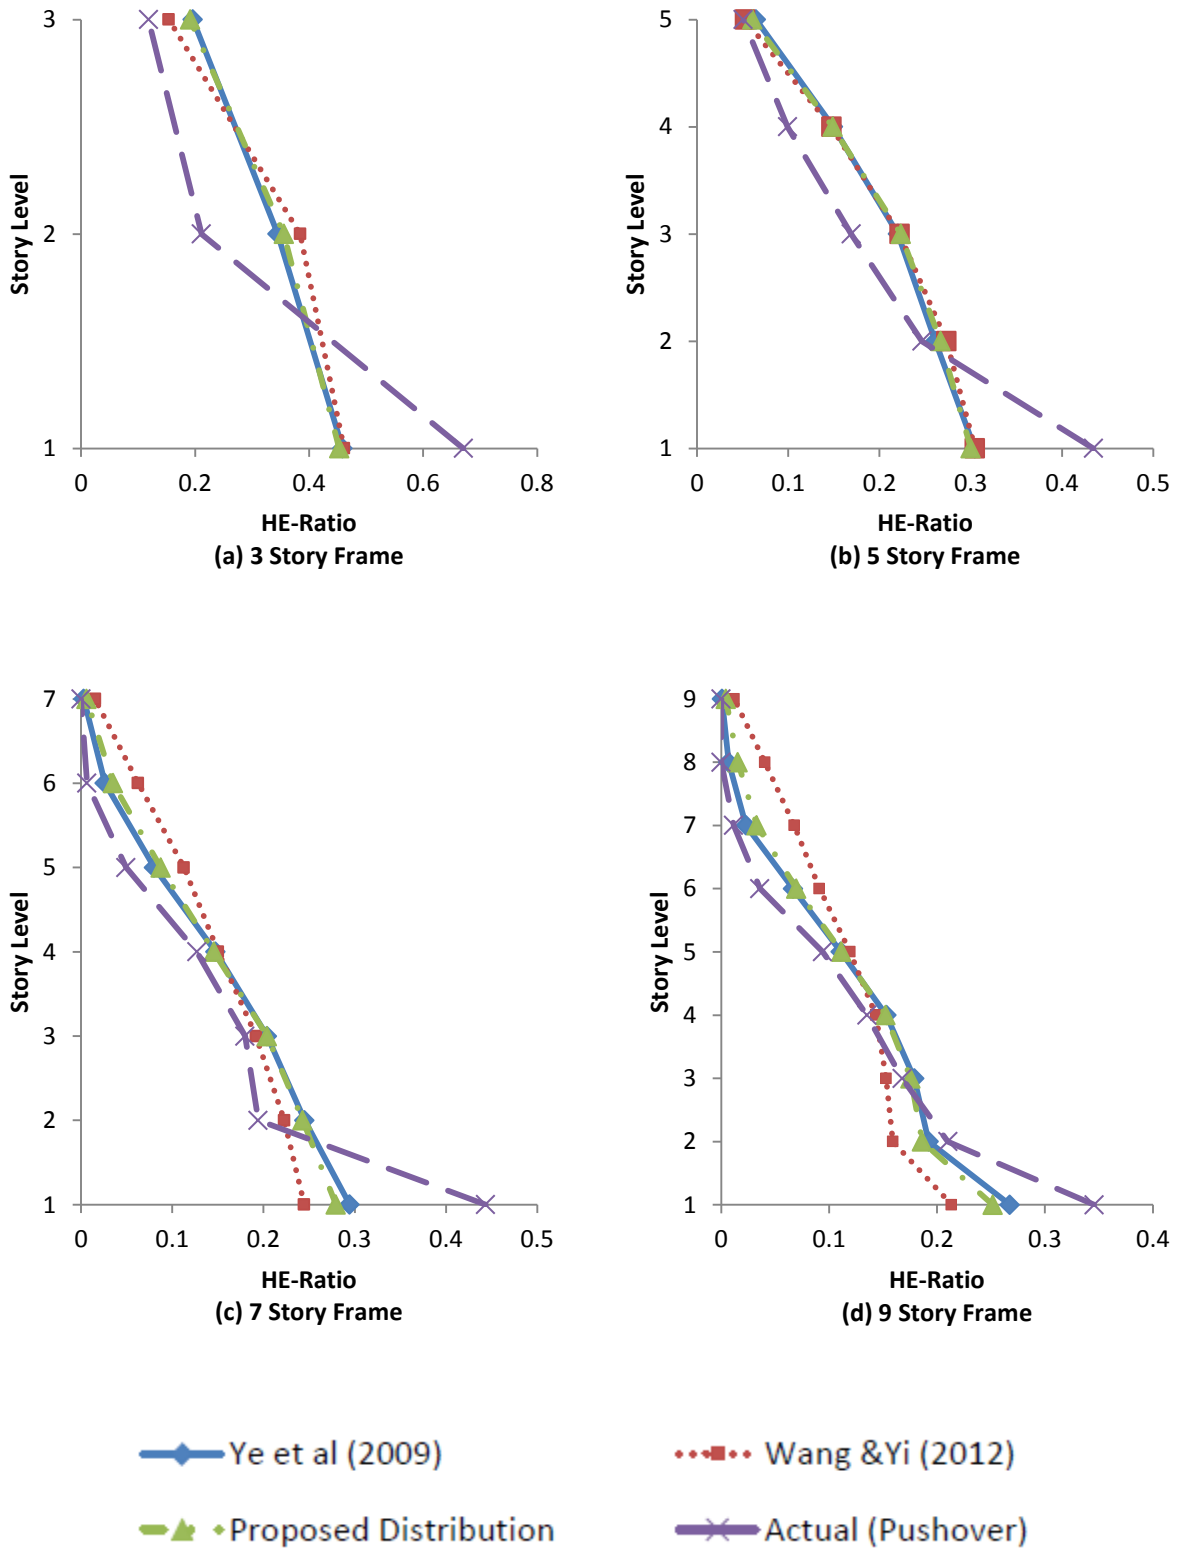 3
2
1
Story Level
0 0.2 0.4 0.6 0.8
HE-Ratio
(a) 3 Story Frame
5
4
3
2
1
Story Level
0 0.1 0.2 0.3 0.4 0.5
HE-Ratio
(b) 5 Story Frame
7
6
5
4
3
2
1
Story Level
0 0.1 0.2 0.3 0.4 0.5
HE-Ratio
(c) 7 Story Frame
9
8
7
6
5
4
3
2
1
Story Level
0 0.1 0.2 0.3 0.4
HE-Ratio
(d) 9 Story Frame
Ye et al (2009)
Wang &Yi (2012)
Proposed Distribution
Actual (Pushover)